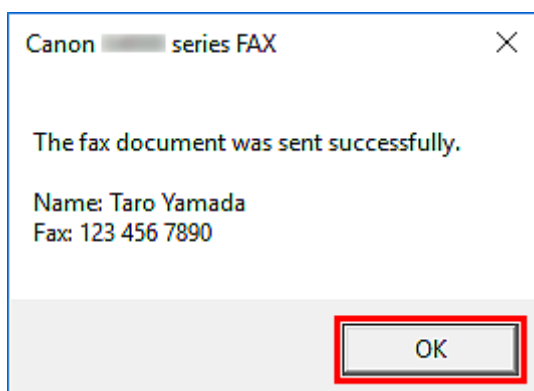 Canon series FAX
The fax document was sent successfully.
Name: Taro Yamada
Fax: 123 456 7890
OK